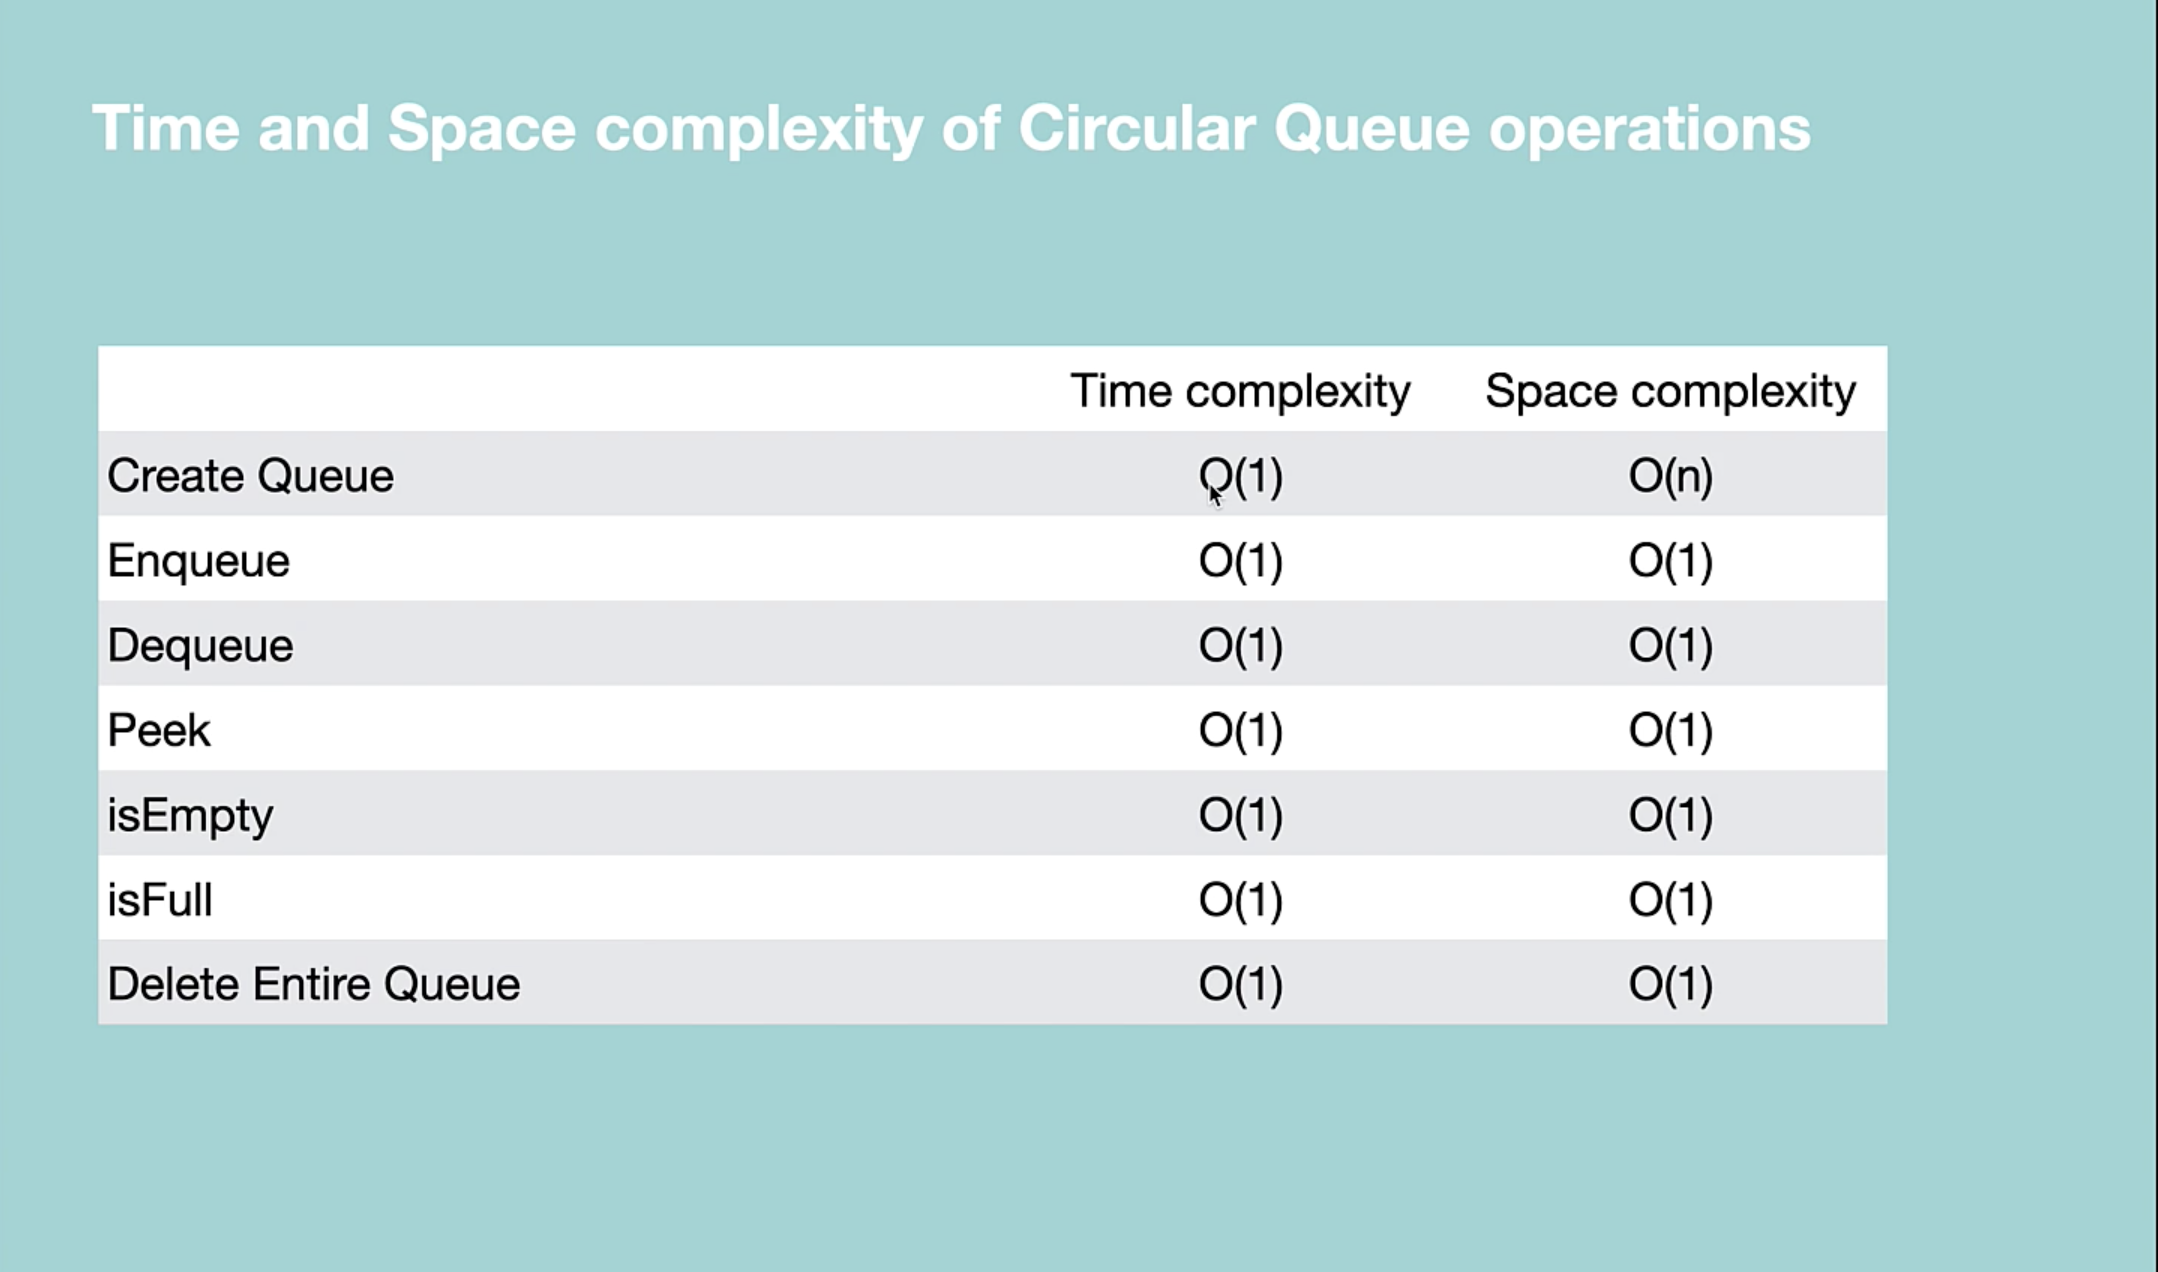 Time and Space complexity of Circular Queue operations
Time complexity Space complexity
Create Queue O(1) O(n)
Enqueue O(1) O(1)
Dequeue O(1) O(1)
Peek O(1) O(1)
isEmpty O(1) O(1)
isFull O(1) O(1)
Delete Entire Queue O(1) O(1)